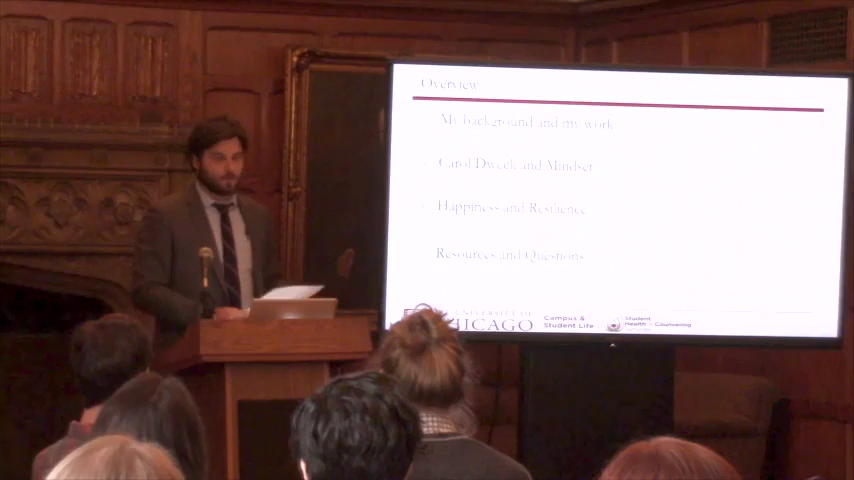 Overview
My background and my work
Carol Dweck and Mindset
Happiness and Resilience
Resources and Questions
UNIVERSITY OF
CHICAGO
Campus &
Student Life
Student
Health - Counseling